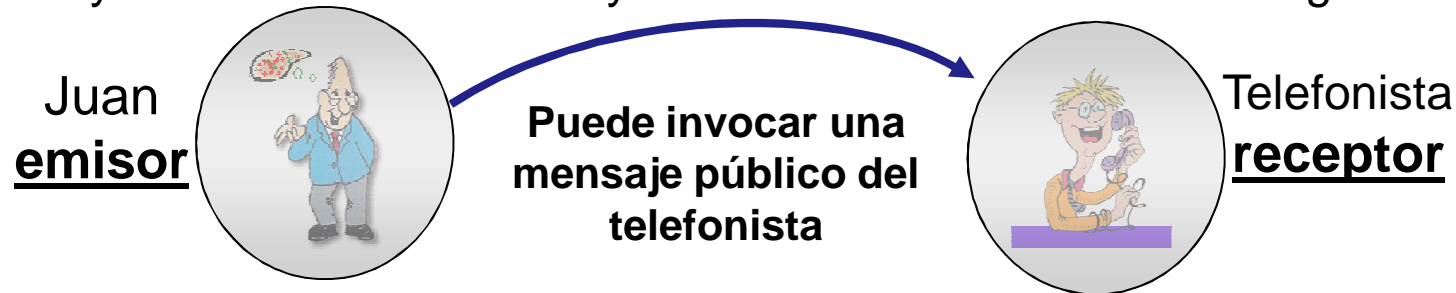 Juan
emisor
Puede invocar una
mensaje público del
telefonista
Telefonista
receptor